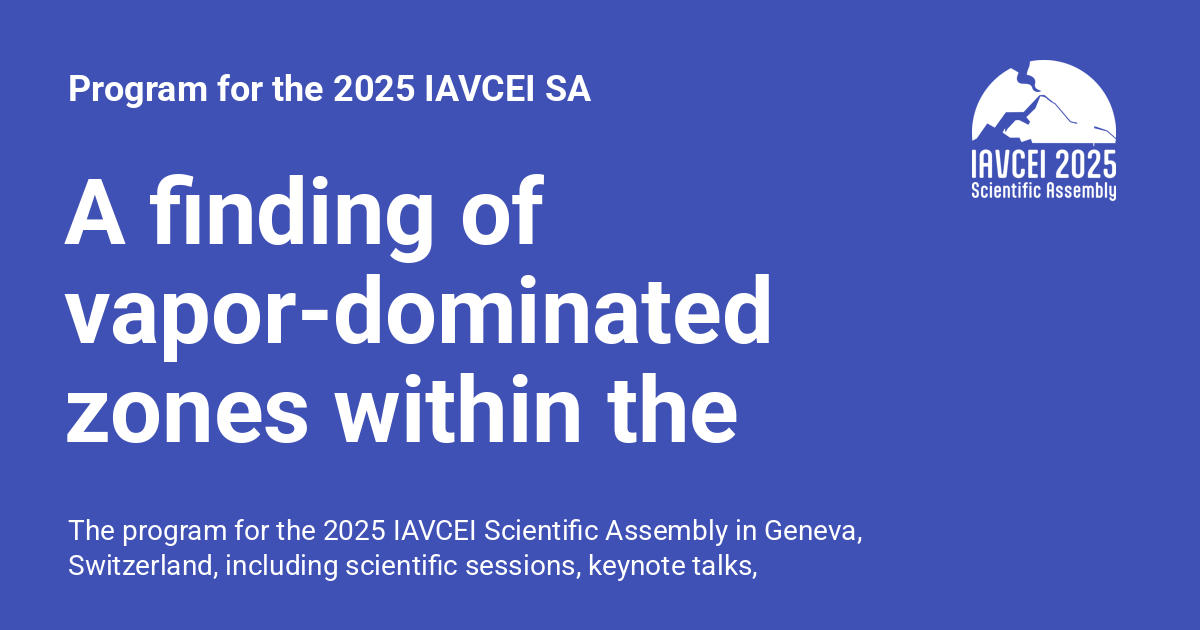 Program for the 2025 IAVCEI SA
IAVCEI 2025
Scientific Assembly
A finding of
vapor-dominated
zones within the
The program for the 2025 IAVCEI Scientific Assembly in Geneva,
Switzerland, including scientific sessions, keynote talks,